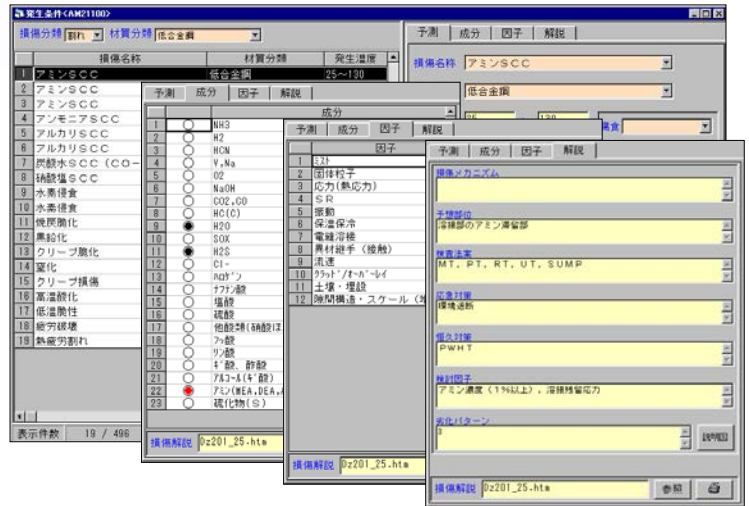 発生条件<AM21100>
損傷分類 割れ 材質分類 低合金鋼
損傷名称 材質分類 発生温度
1 アミンSCC 低合金鋼 25~130
2 アミンSCC
3 アミンSCC
4 アンモニアSCC
5 アルカリSCC
6 アルカリSCC
7 炭酸水SCC (CO-
8 硝酸塩SCC
9 水素侵食
10 水素侵食
11 焼戻脆化
12 黒鉛化
13 クリープ脆化
14 窒化
15 クリープ損傷
16 高温酸化
17 低温脆性
18 疲労破壊
19 熱疲労割れ
表示件数 19 / 496
予測 成分 因子 解説
損傷名称 アミンSCC
低合金鋼
25 130
腐食
予測 成分 因子 解説
成分
1 NH3
2 H2
3 HCN
4 V,Na
5 O2
6 NaOH
7 CO2,CO
8 HC(C)
9 H2O
10 SOX
11 H2S
12 Cl-
13 ハロゲン
14 ナフテン酸
15 塩酸
16 硫酸
17 他酸類(硝酸ほ
18 フッ酸
19 リン酸
20 ギ酸、酢酸
21 アルコール(ギ酸)
22 アミン(MEA,DEA,
23 硫化物(S)
損傷解説 Dz201_25.htm
予測 成分 因子 解説
因子
1 ミスト
2 固体粒子
3 応力(熱応力)
4 SR
5 振動
6 保温保冷
7 電縫溶接
8 異材継手(接触)
9 流速
10 クラッド/オーバーレイ
11 土壌・埋設
12 隙間構造・スケール(堆
損傷解説 Dz201_25.htm
予測 成分 因子 解説
損傷メカニズム
予想部位
溶接部のアミン滞留部
検査法案
MT, PT, RT, UT, SUMP
応急対策
環境遮断
恒久対策
PWHT
検討因子
アミン濃度(1%以上),溶接残留応力
劣化パターン
3
説明図
損傷解説 Dz201_25.htm 参照